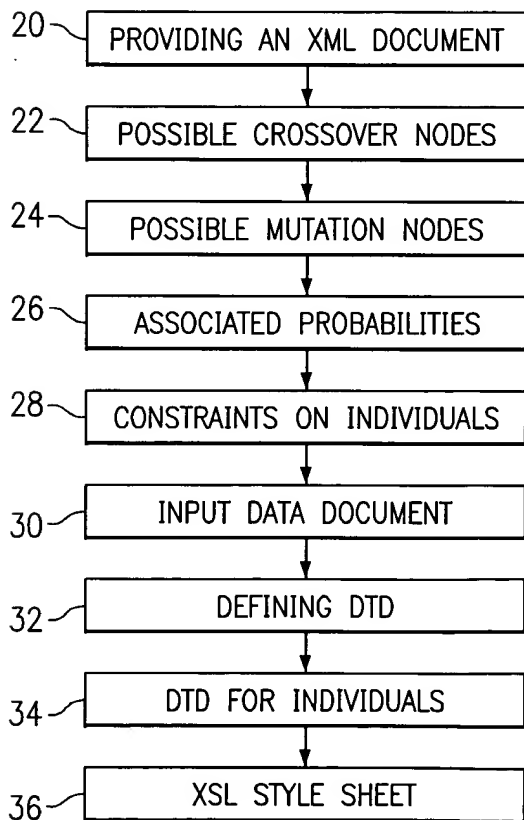 20 PROVIDING AN XML DOCUMENT
22 POSSIBLE CROSSOVER NODES
24 POSSIBLE MUTATION NODES
26 ASSOCIATED PROBABILITIES
28 CONSTRAINTS ON INDIVIDUALS
30 INPUT DATA DOCUMENT
32 DEFINING DTD
34 DTD FOR INDIVIDUALS
36 XSL STYLE SHEET